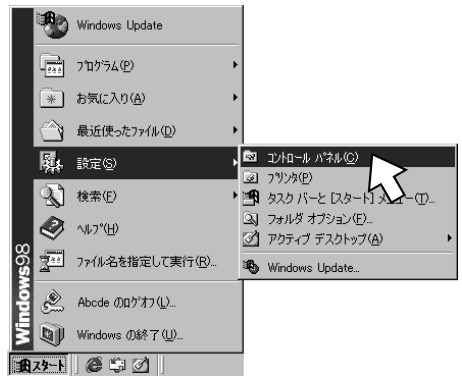 Windows Update
プログラム(P)
お気に入り(A)
最近使ったファイル(D)
設定(S)
検索(F)
ヘルプ(H)
ファイル名を指定して実行(R)...
Abcde のログオフ(L)...
Windows の終了(U)...
Windows98
スタート
コントロール パネル(C)
プリンタ(P)
タスク バーと [スタート] メニュー(T)...
フォルダ オプション(F)...
アクティブ デスクトップ(A)
Windows Update...